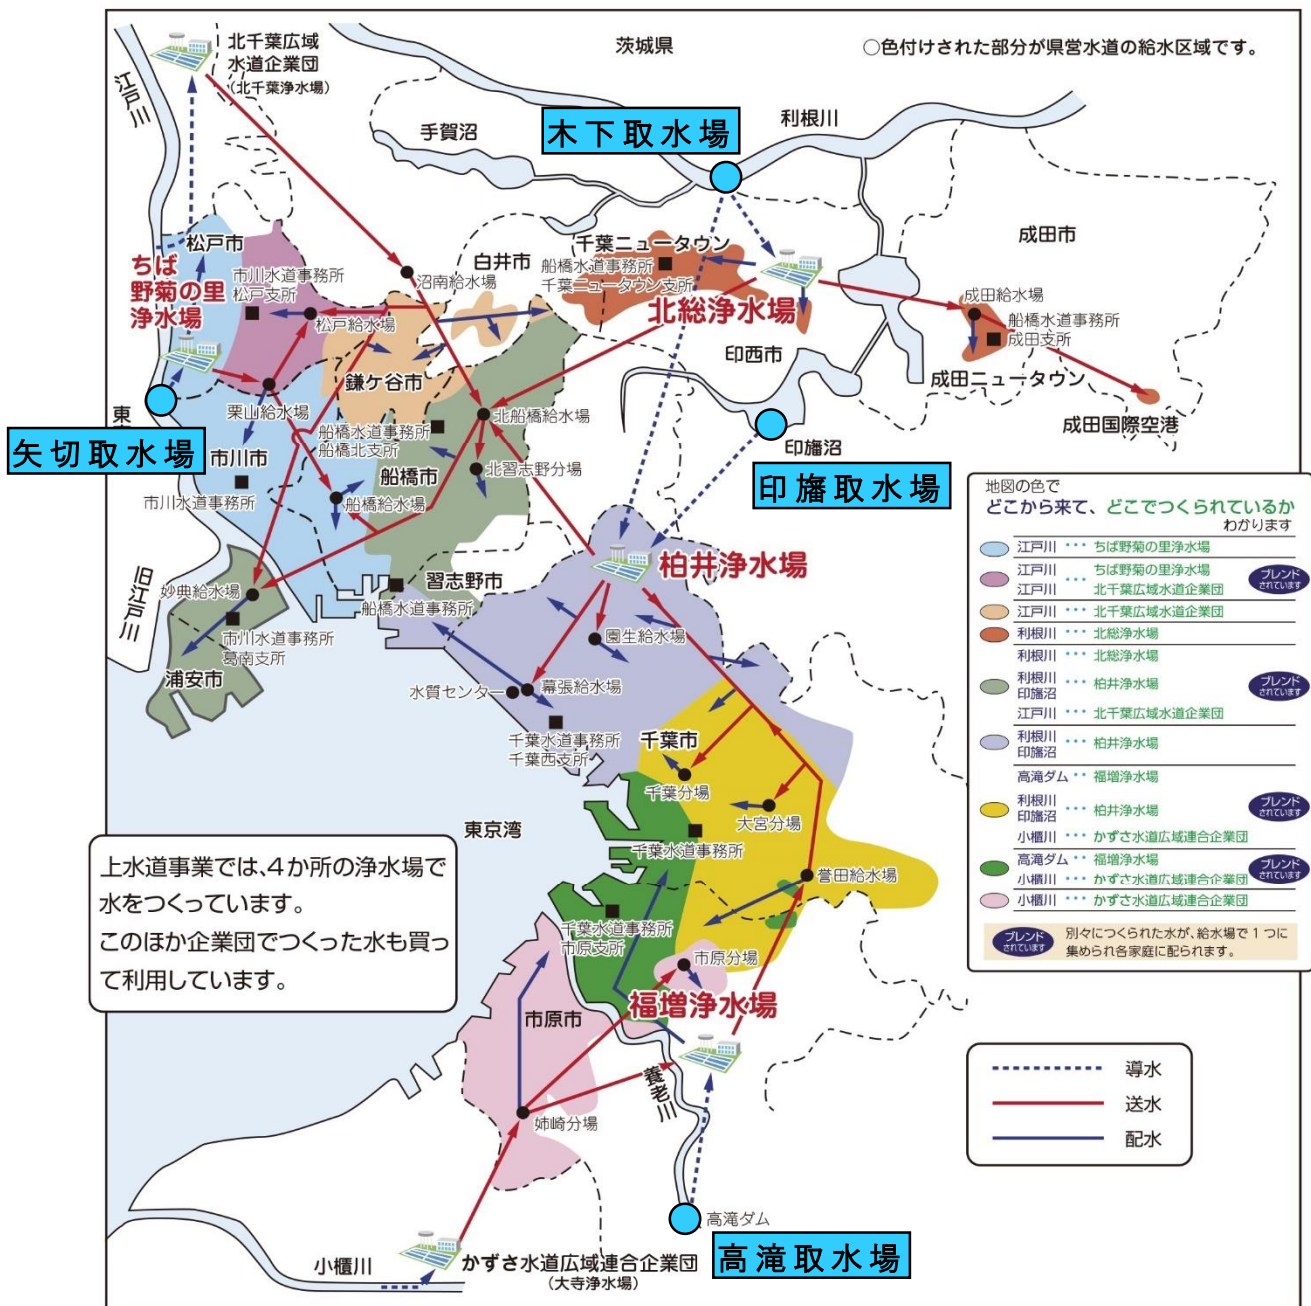 北千葉広域
水道企業団
(北千葉浄水場)
茨城県
○色付けされた部分が県営水道の給水区域です。
江戸川
手賀沼
木下取水場
利根川
松戸市
ちば
野菊の里
浄水場
市川水道事務所
松戸支所
松戸給水場
沼南給水場
白井市
千葉ニュータウン
船橋水道事務所
千葉ニュータウン支所
北総浄水場
印西市
成田市
成田給水場
船橋水道事務所
成田支所
成田ニュータウン
成田国際空港
鎌ケ谷市
栗山給水場
矢切取水場
市川市
市川水道事務所
船橋水道事務所
船橋北支所
船橋市
船橋給水場
北船橋給水場
北習志野分場
印旛沼
印旛取水場
旧江戸川
妙典給水場
市川水道事務所
葛南支所
浦安市
習志野市
船橋水道事務所
柏井浄水場
園生給水場
水質センター
幕張給水場
千葉水道事務所
千葉西支所
千葉市
千葉分場
大宮分場
千葉水道事務所
誉田給水場
東京湾
千葉水道事務所
市原支所
市原分場
福増浄水場
市原市
養老川
姉崎分場
高滝ダム
高滝取水場
小櫃川
かずさ水道広域連合企業団
(大寺浄水場)
上水道事業では、4か所の浄水場で
水をつくっています。
このほか企業団でつくった水も買っ
て利用しています。
地図の色で
どこから来て、どこでつくられているか
わかります
江戸川 ・・・ ちば野菊の里浄水場
江戸川 ・・・ ちば野菊の里浄水場
江戸川 北千葉広域水道企業団
ブレンド
されています
江戸川 ・・・ 北千葉広域水道企業団
利根川 ・・・ 北総浄水場
利根川 ・・・ 北総浄水場
利根川
印旛沼 ・・・ 柏井浄水場
ブレンド
されています
江戸川 ・・・ 北千葉広域水道企業団
利根川
印旛沼 ・・・ 柏井浄水場
高滝ダム ・・ 福増浄水場
利根川
印旛沼 ・・・ 柏井浄水場
ブレンド
されています
小櫃川 ・・・ かずさ水道広域連合企業団
高滝ダム ・・ 福増浄水場
小櫃川 ・・・ かずさ水道広域連合企業団
ブレンド
されています
小櫃川 ・・・ かずさ水道広域連合企業団
ブレンド
されています
別々につくられた水が、給水場で1つに
集められ各家庭に配られます。
導水
送水
配水